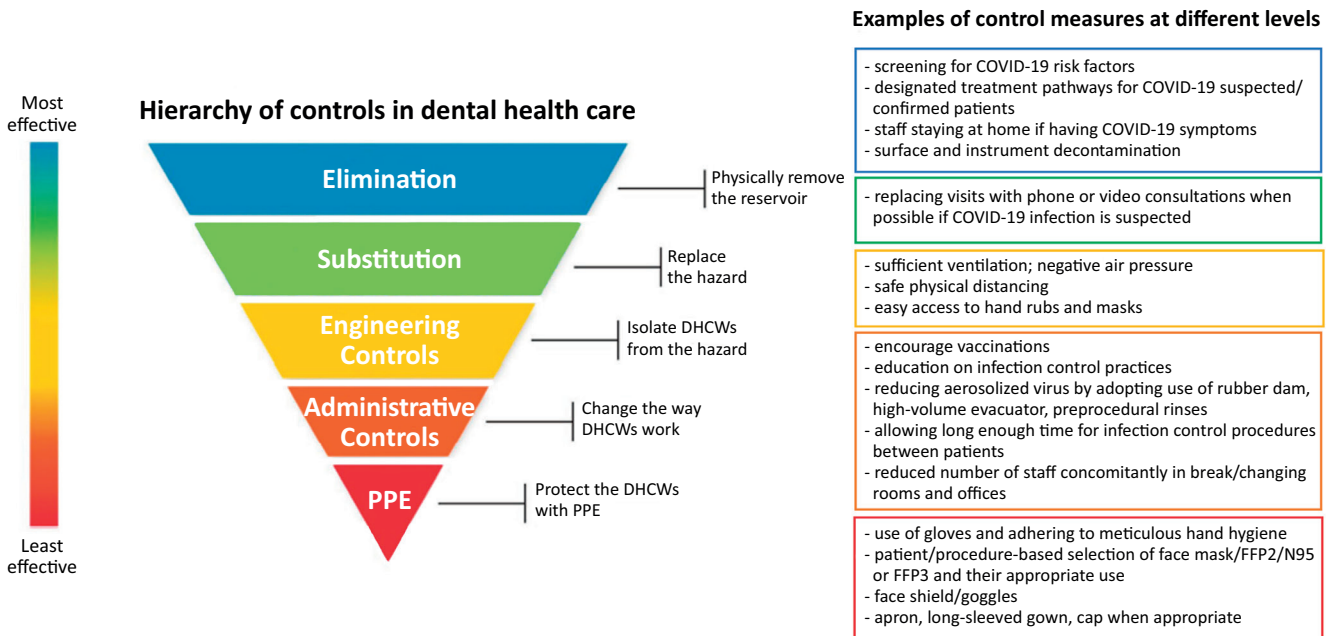 Examples of control measures at different levels
Most
effective
Hierarchy of controls in dental health care
Elimination
Physically remove
the reservoir
Substitution
Replace
the hazard
Engineering
Controls
Isolate DHCWs
from the hazard
Administrative
Controls
Change the way
DHCWs work
PPE
Protect the DHCWs
with PPE
Least
effective
- screening for COVID-19 risk factors
- designated treatment pathways for COVID-19 suspected/
confirmed patients
- staff staying at home if having COVID-19 symptoms
- surface and instrument decontamination
- replacing visits with phone or video consultations when
possible if COVID-19 infection is suspected
- sufficient ventilation; negative air pressure
- safe physical distancing
- easy access to hand rubs and masks
- encourage vaccinations
- education on infection control practices
- reducing aerosolized virus by adopting use of rubber dam,
high-volume evacuator, preprocedural rinses
- allowing long enough time for infection control procedures
between patients
- reduced number of staff concomitantly in break/changing
rooms and offices
- use of gloves and adhering to meticulous hand hygiene
- patient/procedure-based selection of face mask/FFP2/N95
or FFP3 and their appropriate use
- face shield/goggles
- apron, long-sleeved gown, cap when appropriate